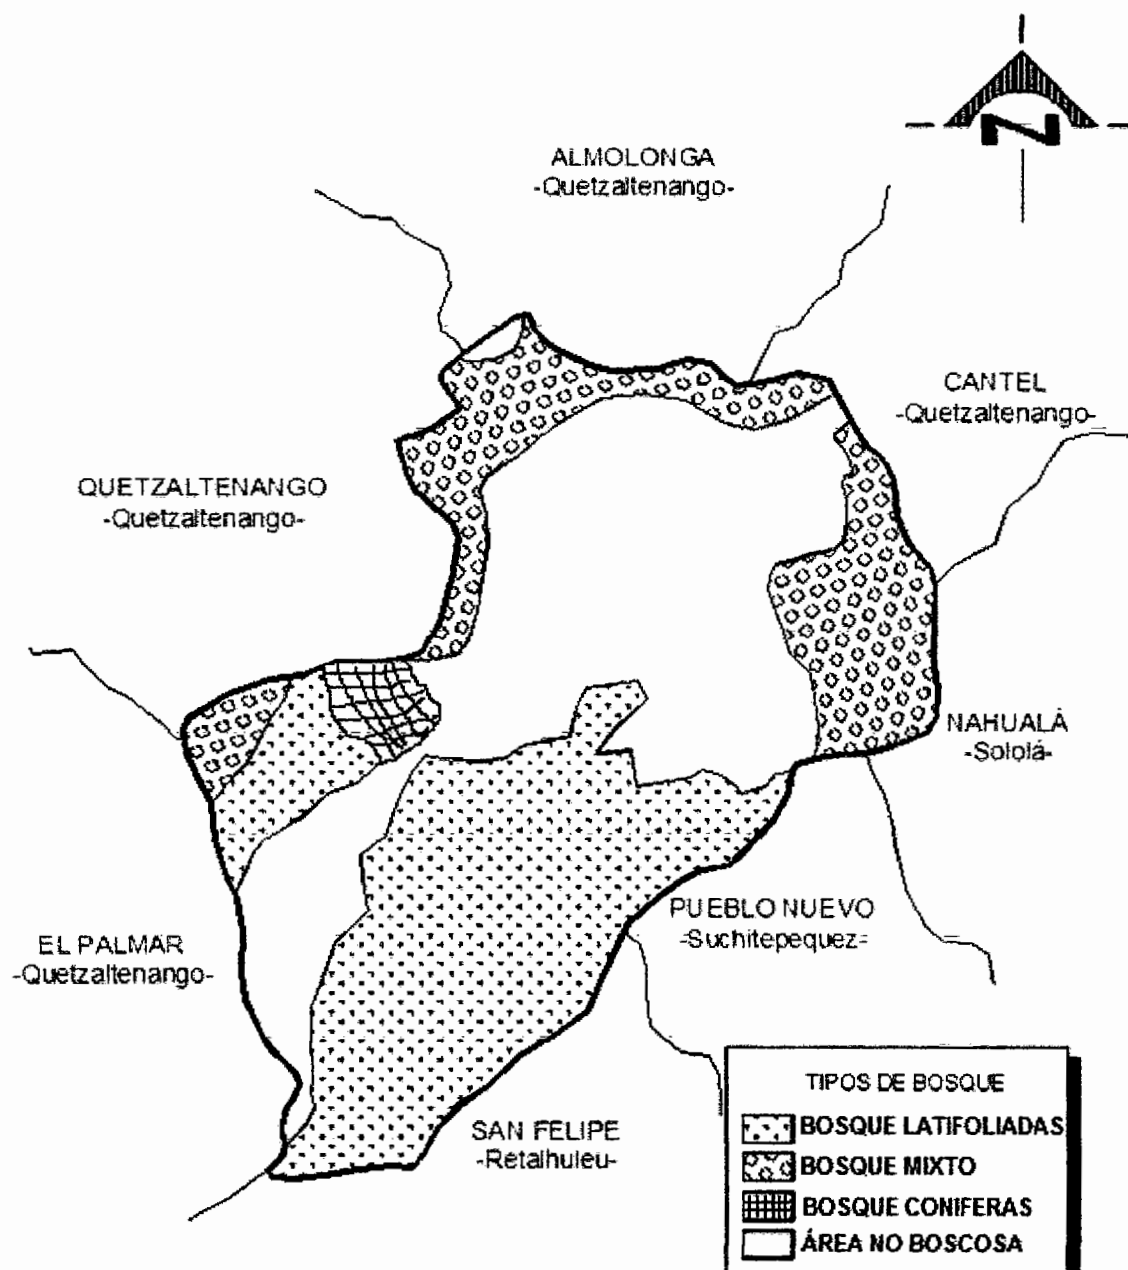 N
ALMOLONGA
-Quetzaltenango-
CANTEL
-Quetzaltenango-
QUETZALTENANGO
-Quetzaltenango-
NAHUALÁ
-Sololá-
PUEBLO NUEVO
-Suchitepequez-
EL PALMAR
-Quetzaltenango-
SAN FELIPE
-Retalhuleu-
TIPOS DE BOSQUE
BOSQUE LATIFOLIADAS
BOSQUE MIXTO
BOSQUE CONIFERAS
ÁREA NO BOSCOSA